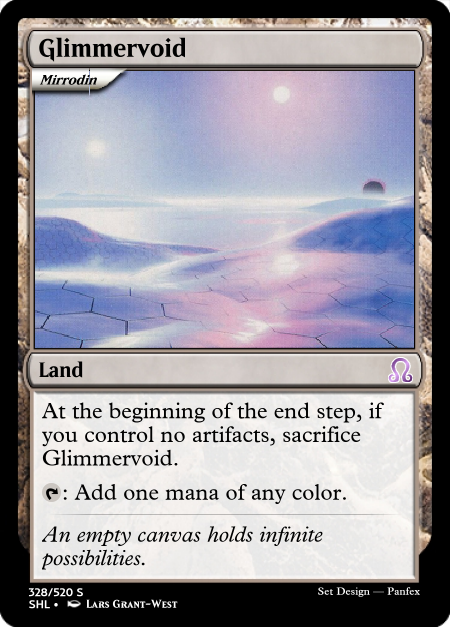 Glimmervoid
Mirrodin
Land
At the beginning of the end step, if
you control no artifacts, sacrifice
Glimmervoid.
: Add one mana of any color.
An empty canvas holds infinite
possibilities.
328/520 S
Set Design — Panfex
SHL • Lars Grant-West